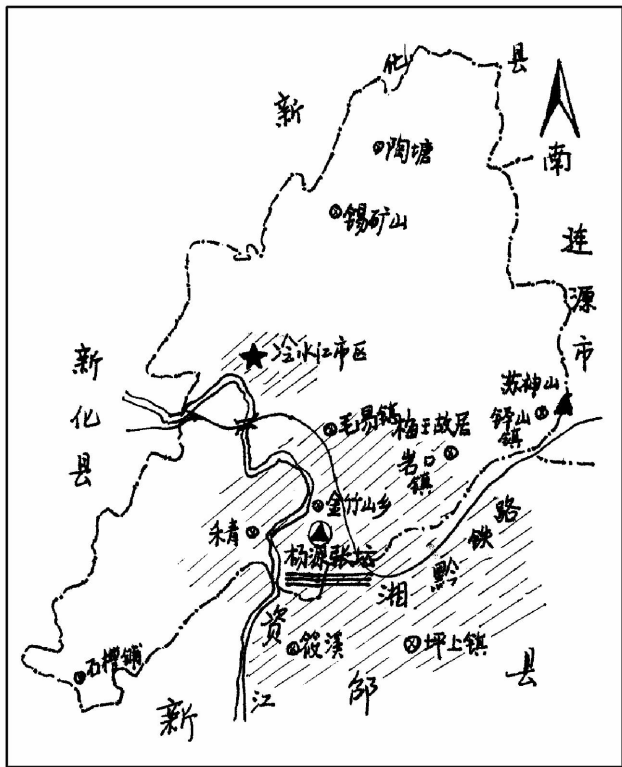 新化县
南
陶塘
锡矿山
涟源市
冷水江市区
新化县
苏神山
铎山镇
毛易镇
梅王故居
岩口镇
金竹山乡
禾青
杨源张坊
湘黔铁路
资江
筱溪
坪上镇
石槽铺
新邵县